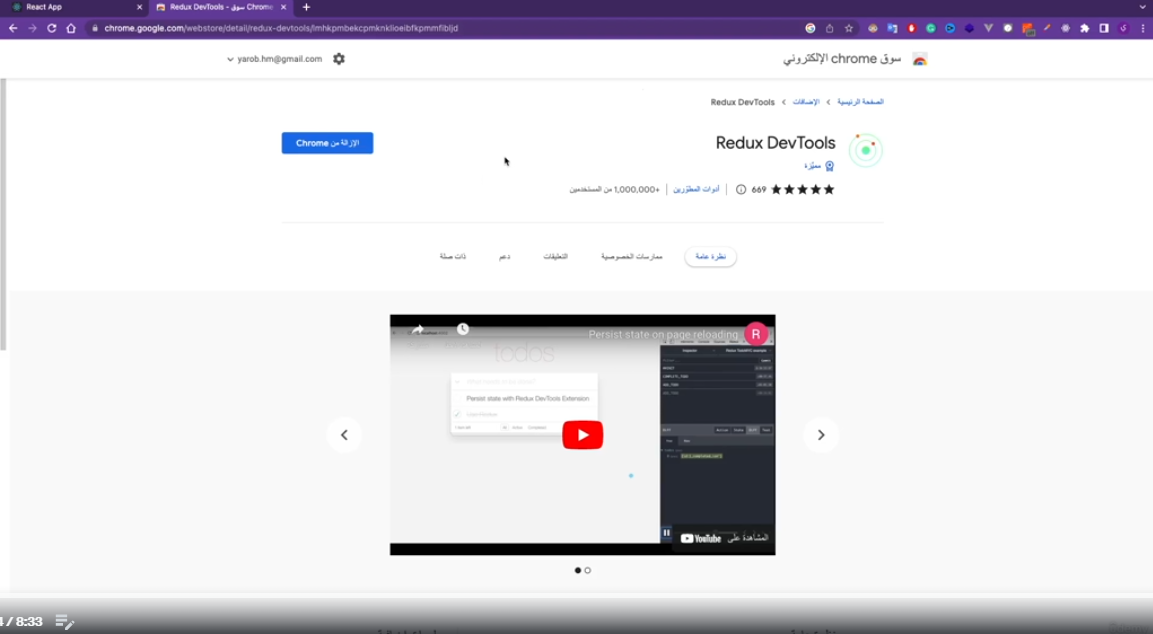 React App
Redux DevTools - سوق Chrome
chrome.google.com/webstore/detail/redux-devtools/lmhkpmbekcpmknklioeibfkpmmfibljd
سوق chrome الإلكتروني
yarob.hm@gmail.com
الصفحة الرئيسية
الإضافات
Redux DevTools
Redux DevTools
الإزالة من Chrome
مميّزة
669
أدوات المطوّرين
1,000,000+ من المستخدمين
نظرة عامة
ممارسات الخصوصية
التعليقات
دعم
ذات صلة
Persist state on page reloading
R
todos
Persist state with Redux DevTools Extension
المشاهدة على YouTube
/ 8:33